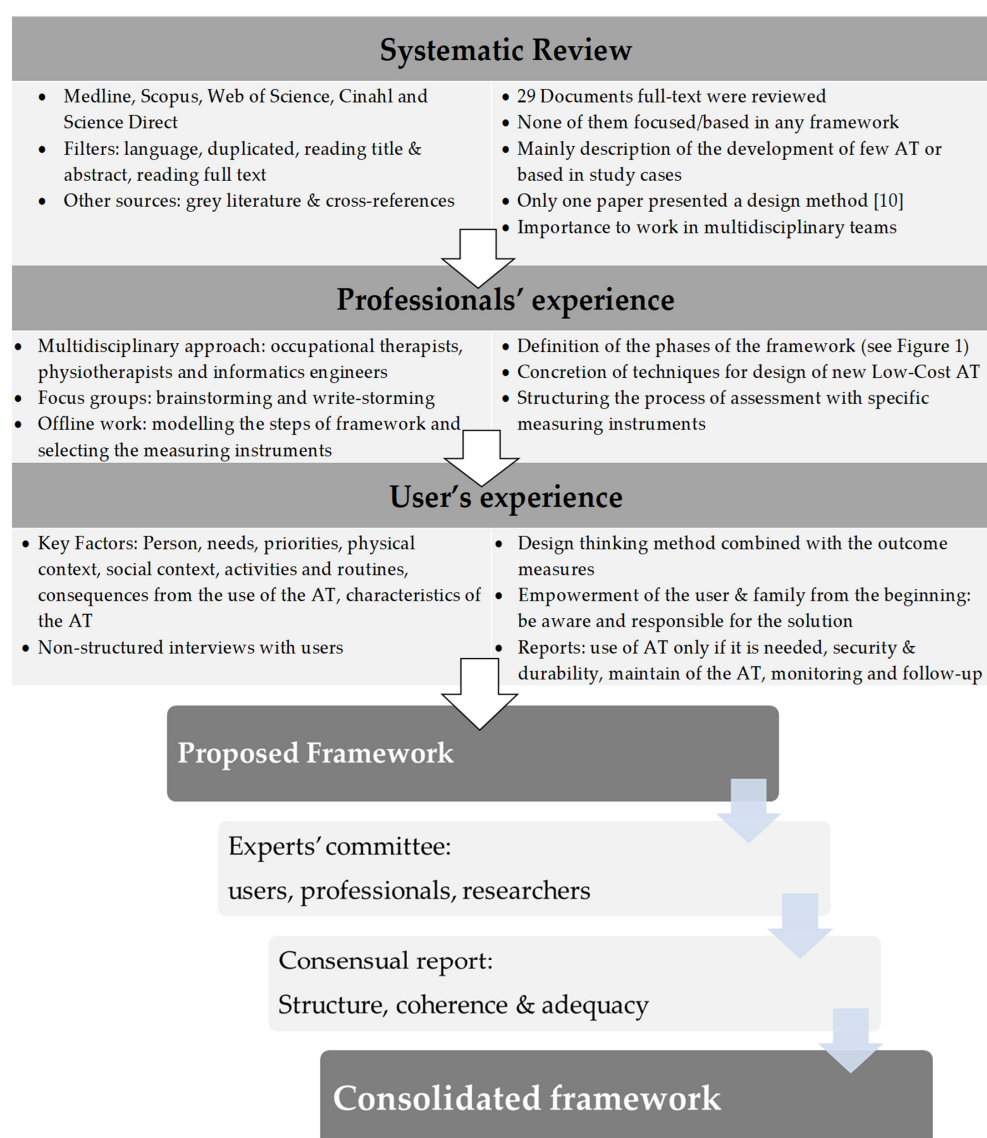 Systematic Review
• Medline, Scopus, Web of Science, Cinahl and
Science Direct
• Filters: language, duplicated, reading title &
abstract, reading full text
• Other sources: grey literature & cross-references
• 29 Documents full-text were reviewed
• None of them focused/based in any framework
• Mainly description of the development of few AT or
based in study cases
• Only one paper presented a design method [10]
• Importance to work in multidisciplinary teams
Professionals’ experience
• Multidisciplinary approach: occupational therapists,
physiotherapists and informatics engineers
• Focus groups: brainstorming and write-storming
• Offline work: modelling the steps of framework and
selecting the measuring instruments
• Definition of the phases of the framework (see Figure 1)
• Concretion of techniques for design of new Low-Cost AT
• Structuring the process of assessment with specific
measuring instruments
User’s experience
• Key Factors: Person, needs, priorities, physical
context, social context, activities and routines,
consequences from the use of the AT, characteristics of
the AT
• Non-structured interviews with users
• Design thinking method combined with the outcome
measures
• Empowerment of the user & family from the beginning:
be aware and responsible for the solution
• Reports: use of AT only if it is needed, security &
durability, maintain of the AT, monitoring and follow-up
Proposed Framework
Experts’ committee:
users, professionals, researchers
Consensual report:
Structure, coherence & adequacy
Consolidated framework